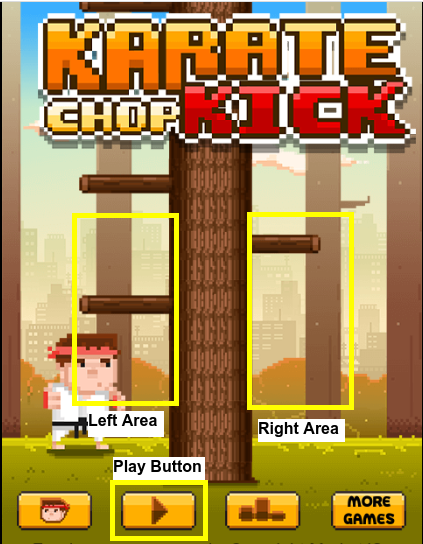 KARATE
CHOP KICK
Left Area
Right Area
Play Button
MORE
GAMES